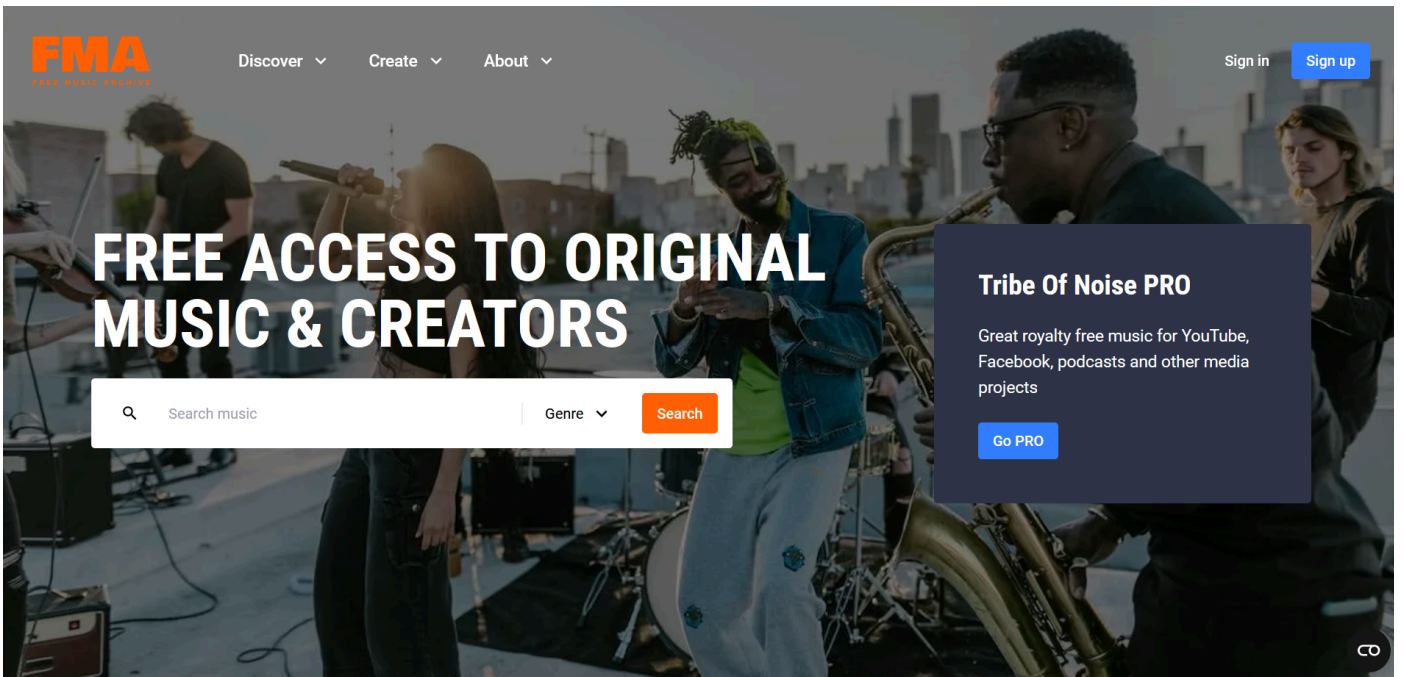 FMA
FREE MUSIC ARCHIVE
Discover
Create
About
Sign in
Sign up
FREE ACCESS TO ORIGINAL
MUSIC & CREATORS
Search music
Genre
Search
Tribe Of Noise PRO
Great royalty free music for YouTube,
Facebook, podcasts and other media
projects
Go PRO